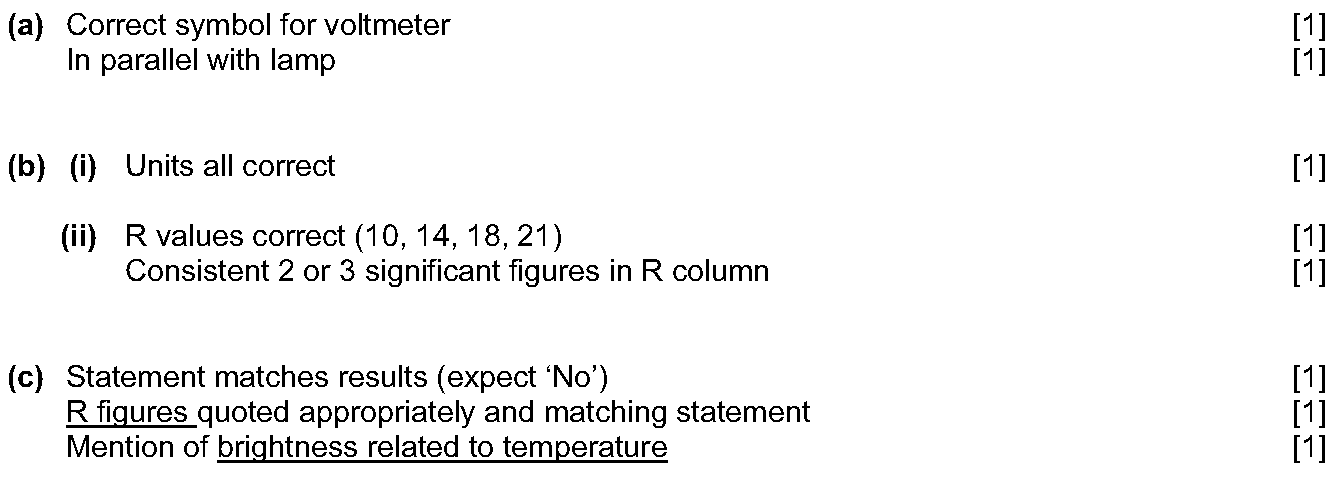 (a) Correct symbol for voltmeter [1]
In parallel with lamp [1]
(b) (i) Units all correct [1]
(ii) R values correct (10, 14, 18, 21) [1]
Consistent 2 or 3 significant figures in R column [1]
(c) Statement matches results (expect ‘No’) [1]
R figures quoted appropriately and matching statement [1]
Mention of brightness related to temperature [1]